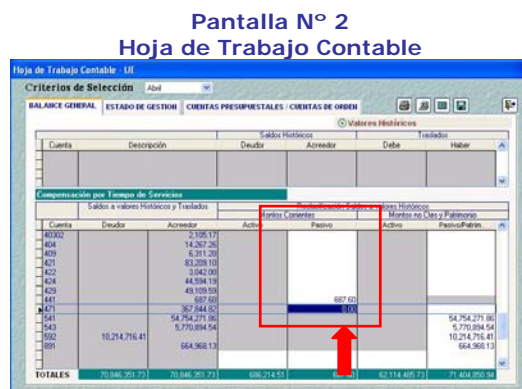 Pantalla Nº 2
Hoja de Trabajo Contable
Hoja de Trabajo Contable - UE
Criterios de Selección Abril
BALANCE GENERAL ESTADO DE GESTION CUENTAS PRESUPUESTALES / CUENTAS DE ORDEN
Valores Históricos
Saldos Históricos Traslados
Cuenta Descripción Deudor Acreedor Debe Haber
Compensación por Tiempo de Servicios
Saldos a valores Históricos y Traslados
Montos Corrientes Montos no Ctes y Patrimonio
Cuenta Deudor Acreedor Activo Pasivo Activo Pasivo/Patrim.
40302 2,105.17
404 14,267.26
409 6,311.20
421 83,209.10
422 3,042.00
424 44,594.19
429 49,109.59
441 687.60 687.60
471 367,844.82 0.00
541 54,754,271.86 54,754,271.86
543 5,770,894.54 5,770,894.54
592 10,214,716.41 10,214,716.41
891 664,968.13 664,968.13
TOTALES 70,846,351.73 70,846,351.73 686,214.51 62,114,485.73 71,404,850.94